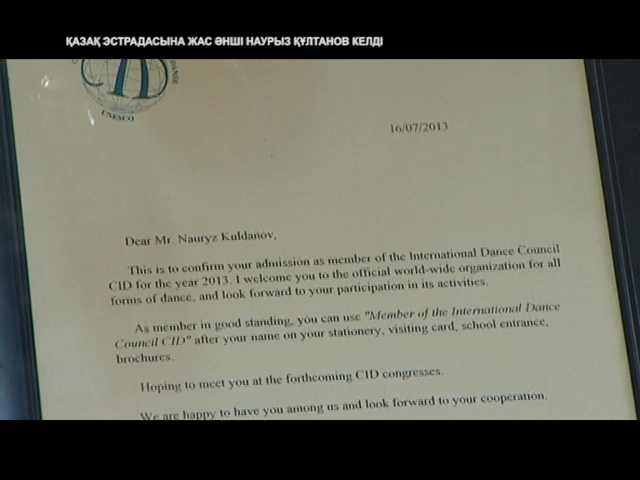 ҚАЗАҚ ЭСТРАДАСЫНА ЖАС ӘНШІ НАУРЫЗ ҚҰЛТАНОВ КЕЛДІ
UNESCO
16/07/2013
Dear Mr. Nauryz Kuldanov,
This is to confirm your admission as member of the International Dance Council
CID for the year 2013. I welcome you to the official world-wide organization for all
forms of dance, and look forward to your participation in its activities.
As member in good standing, you can use "Member of the International Dance
Council CID" after your name on your stationery, visiting card, school entrance,
brochures.
Hoping to meet you at the forthcoming CID congresses.
We are happy to have you among us and look forward to your cooperation.